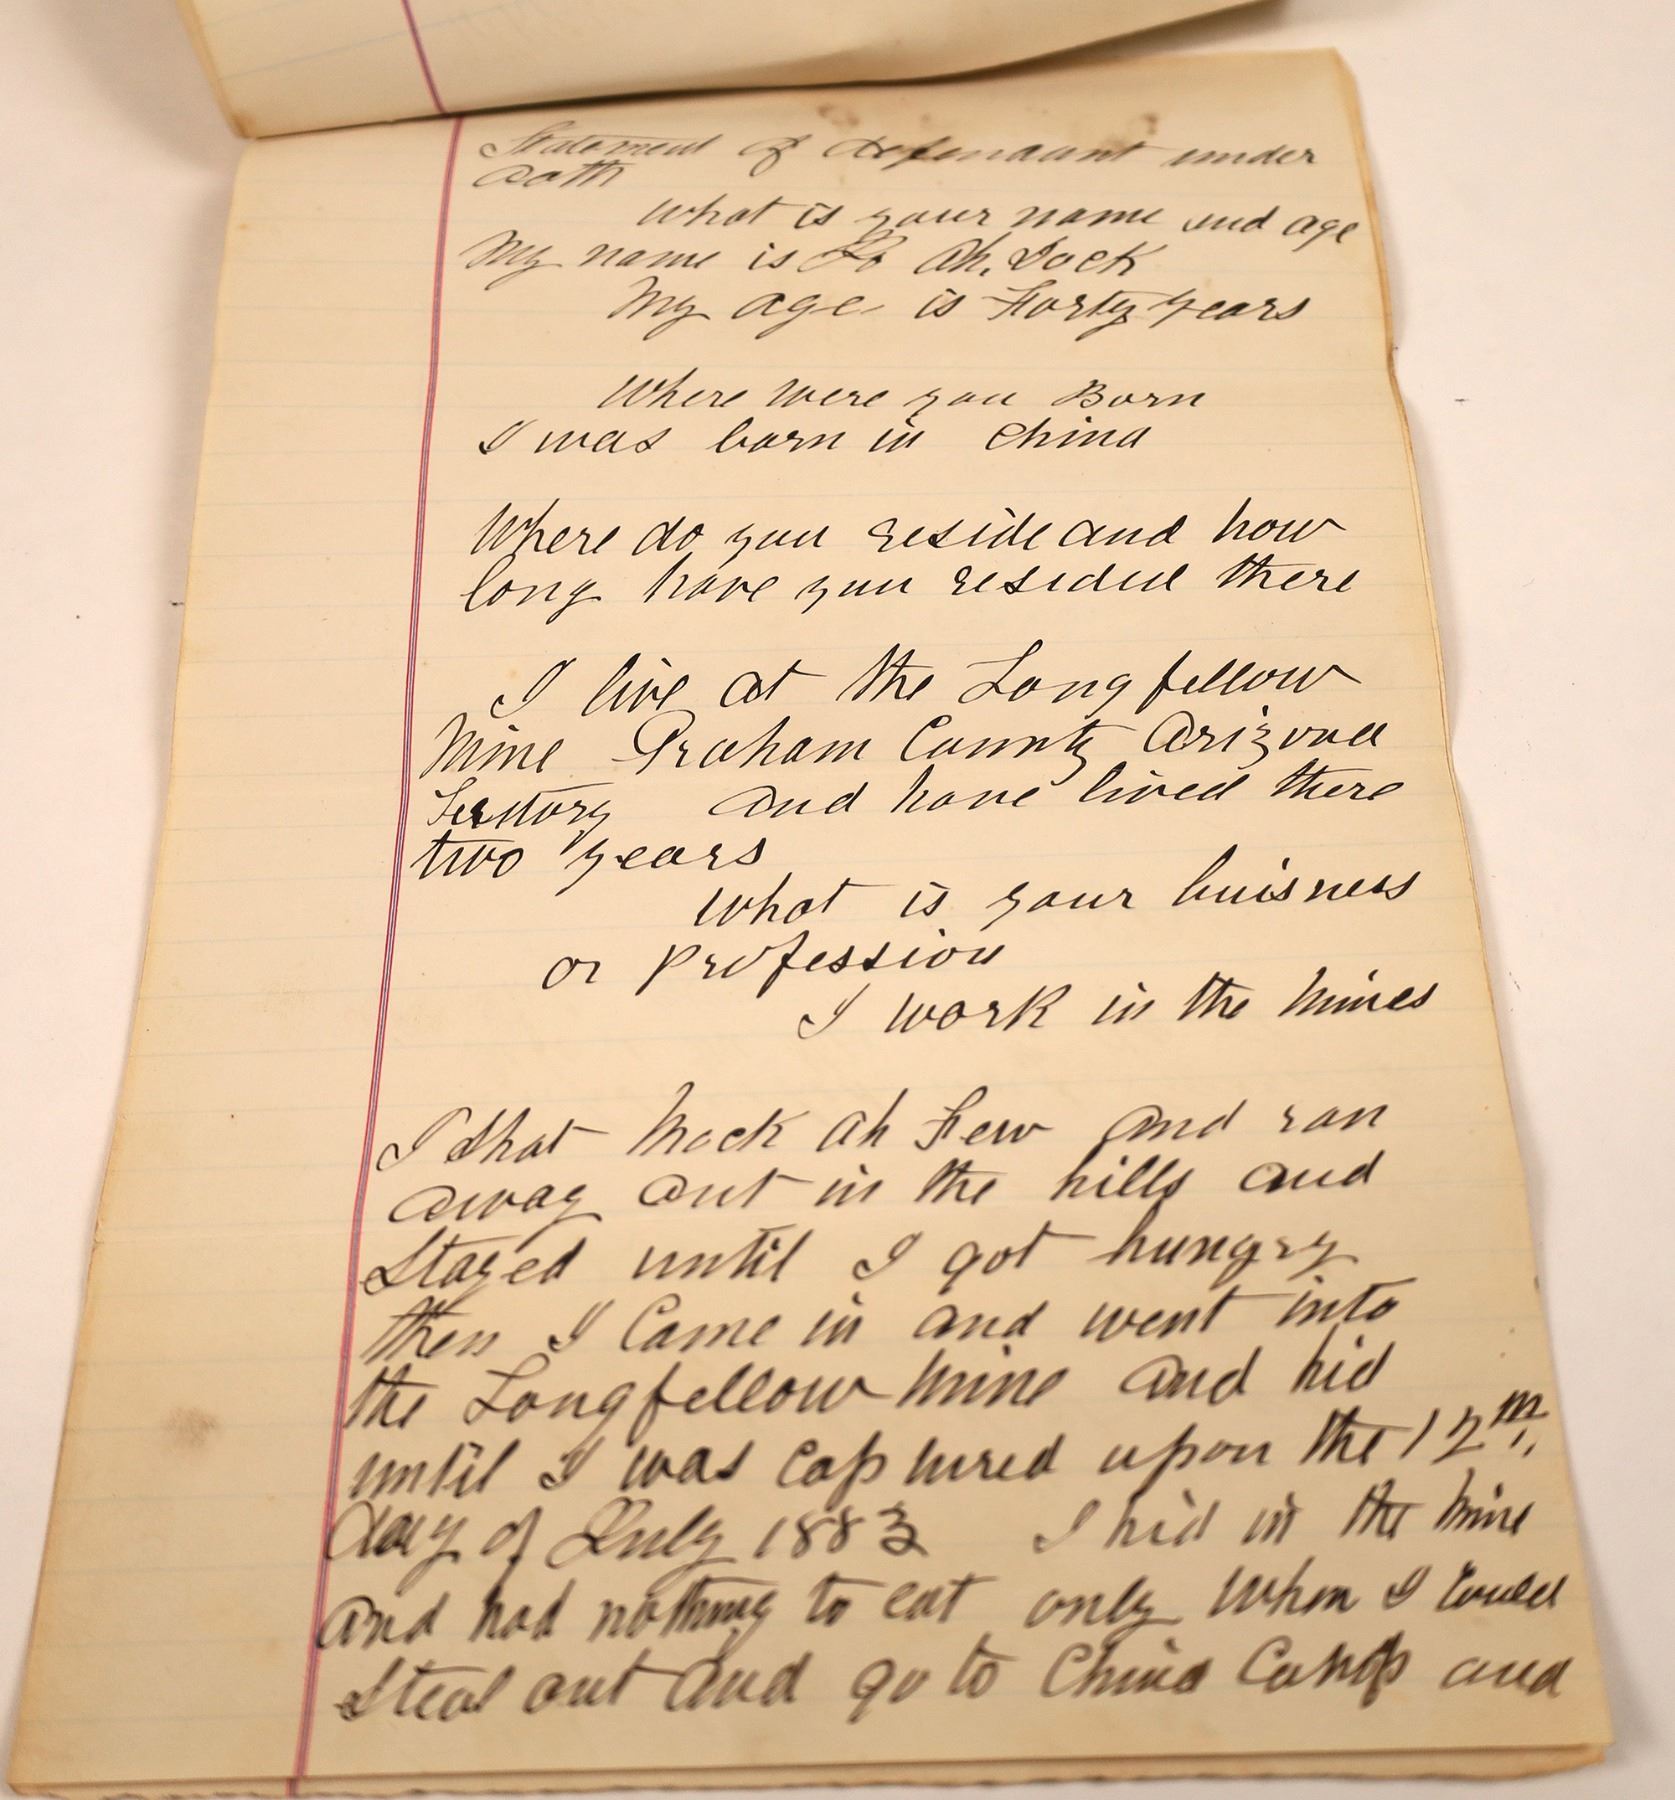 Statement of defendant under
oath
What is your name and age
My name is Lo Ah. Dock
My age is Forty years
Where were you Born
I was born in China
Where do you reside and how
long have you resided there
I live at the Longfellow
Mine Graham County Arizona
Territory and have lived there
two years
What is your buisness
or profession
I work in the mines
I shot Mock Ah Few and ran
away out in the hills and
Stayed until I got hungry
then I Came in and went into
the Longfellow mine and hid
until I was captured upon the 12th
day of July 1883 I hid in the mine
and had nothing to eat only when I could
Steal out and go to China Camp and